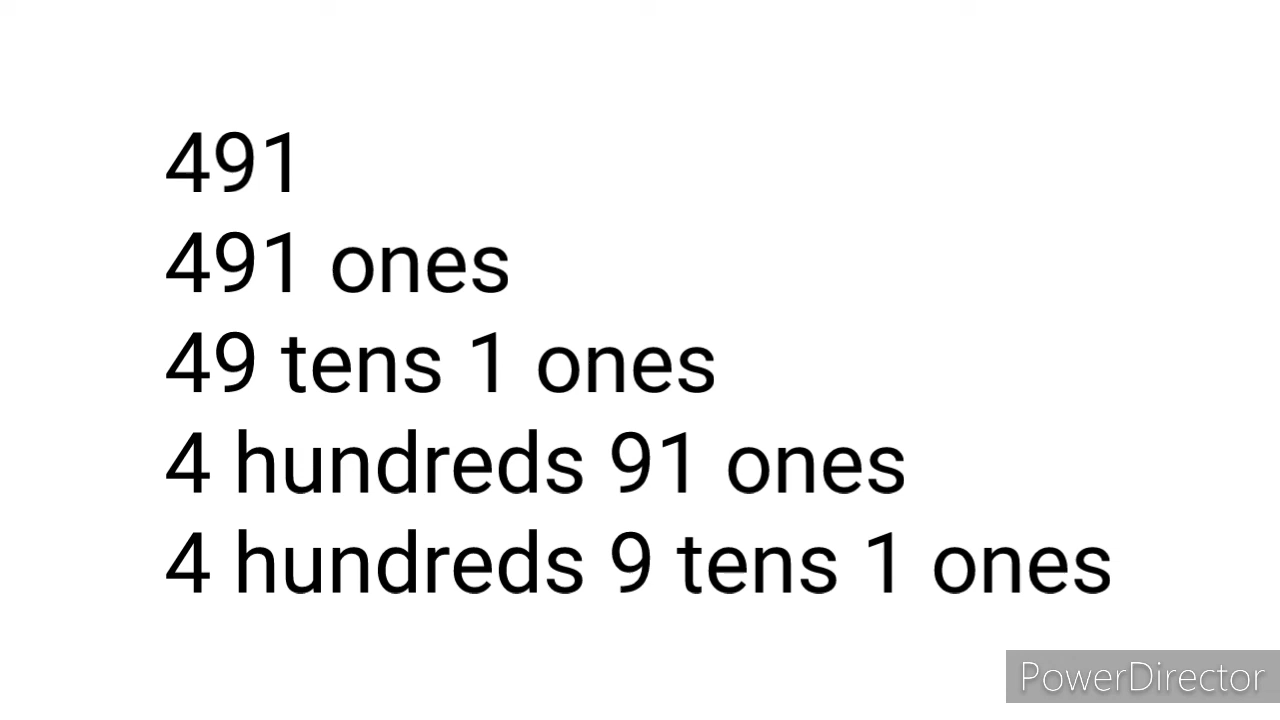 491
491 ones
49 tens 1 ones
4 hundreds 91 ones
4 hundreds 9 tens 1 ones
PowerDirector